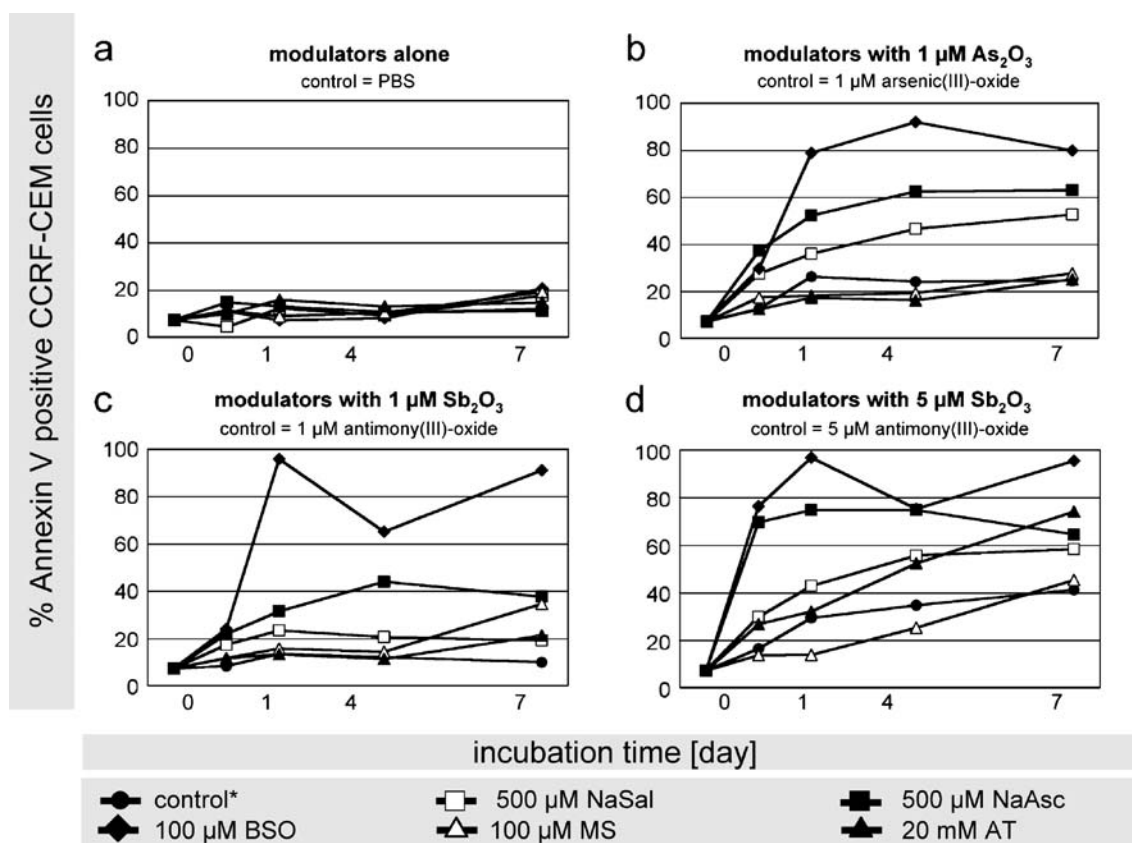 % Annexin V positive CCRF-CEM cells
a
modulators alone
control = PBS
100
80
60
40
20
0
0 1 4 7
b
modulators with 1 µM As₂O₃
control = 1 µM arsenic(III)-oxide
100
80
60
40
20
0
0 1 4 7
c
modulators with 1 µM Sb₂O₃
control = 1 µM antimony(III)-oxide
100
80
60
40
20
0
0 1 4 7
d
modulators with 5 µM Sb₂O₃
control = 5 µM antimony(III)-oxide
100
80
60
40
20
0
0 1 4 7
incubation time [day]
control* 500 µM NaSal 500 µM NaAsc
100 µM BSO 100 µM MS 20 mM AT